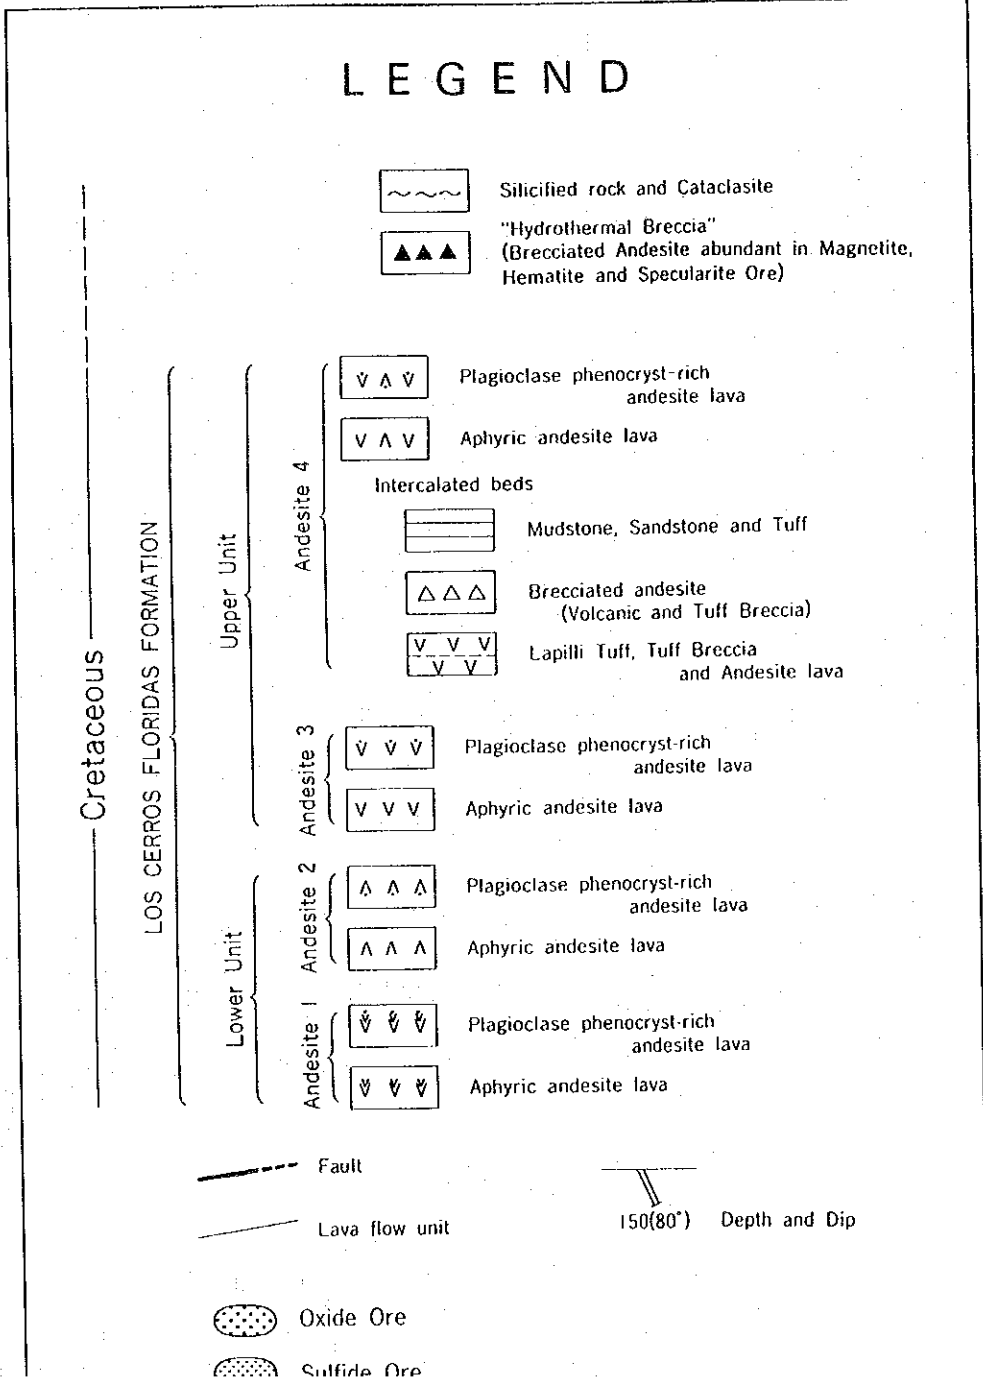 LEGEND
Silicified rock and Cataclasite
"Hydrothermal Breccia"
(Brecciated Andesite abundant in Magnetite,
Hematite and Specularite Ore)
Cretaceous
LOS CERROS FLORIDAS FORMATION
Upper Unit
Andesite 4
Plagioclase phenocryst-rich
andesite lava
Aphyric andesite lava
Intercalated beds
Mudstone, Sandstone and Tuff
Brecciated andesite
(Volcanic and Tuff Breccia)
Lapilli Tuff, Tuff Breccia
and Andesite lava
Andesite 3
Plagioclase phenocryst-rich
andesite lava
Aphyric andesite lava
Lower Unit
Andesite 2
Plagioclase phenocryst-rich
andesite lava
Aphyric andesite lava
Andesite 1
Plagioclase phenocryst-rich
andesite lava
Aphyric andesite lava
Fault
150(80°) Depth and Dip
Lava flow unit
Oxide Ore
Sulfide Ore